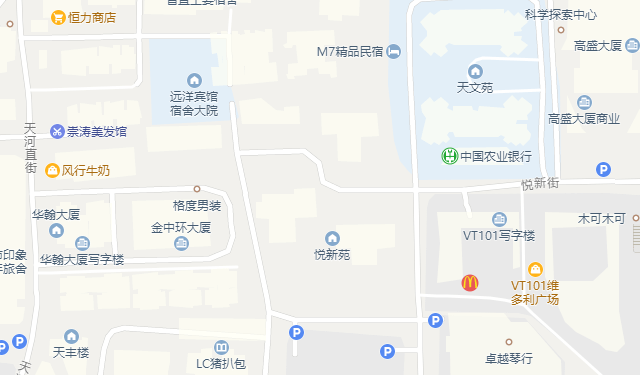 恒力商店
科学探索中心
高盛大厦
M7精品民宿
天文苑
远洋宾馆
宿舍大院
高盛大厦商业
天河直街
崇涛美发馆
中国农业银行
风行牛奶
P
悦新街
格度男装
华翰大厦
金中环大厦
木可木可
VT101写字楼
悦新苑
华翰大厦写字楼
VT101维
多利广场
P
P
P
P
P
天丰楼
LC猪扒包
卓越琴行